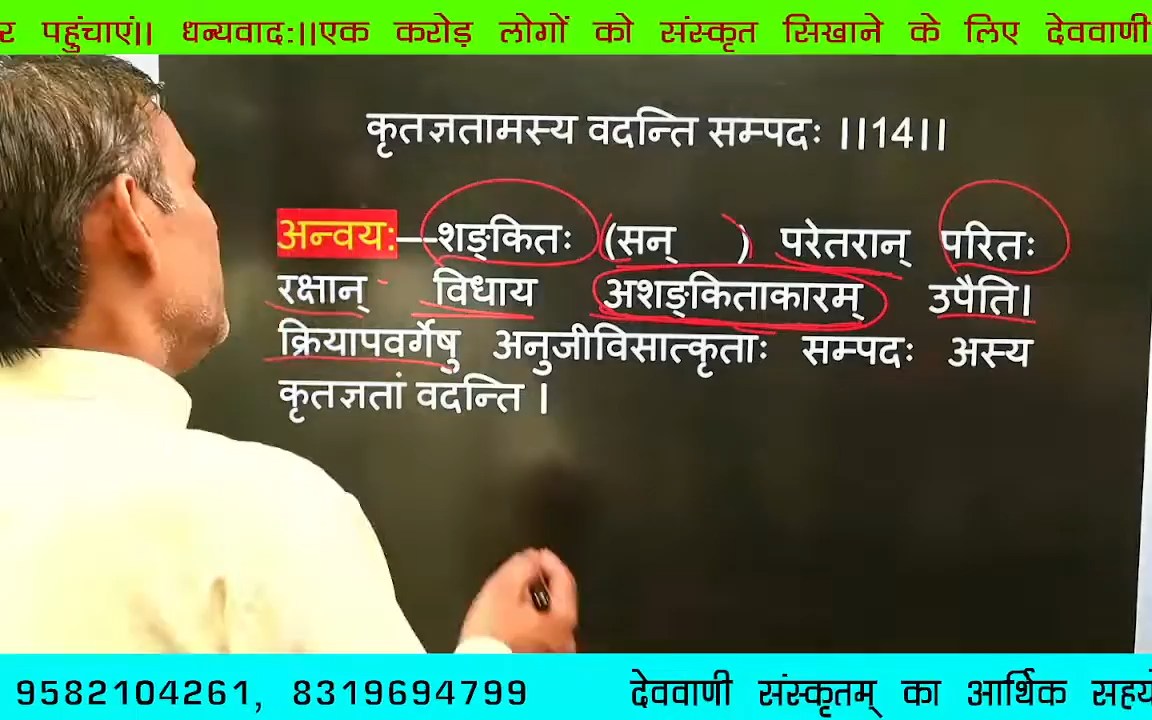 र पहुंचाएं।। धन्यवाद:।।एक करोड़ लोगों को संस्कृत सिखाने के लिए देववाणी
कृतज्ञतामस्य वदन्ति सम्पदः ।।14।।
अन्वय:--शङ्कितः (सन् ) परेतरान् परितः
रक्षान् विधाय अशङ्किताकारम् उपैति।
क्रियापवर्गेषु अनुजीविसात्कृताः सम्पदः अस्य
कृतज्ञतां वदन्ति ।
9582104261, 8319694799 देववाणी संस्कृतम् का आर्थिक सहय